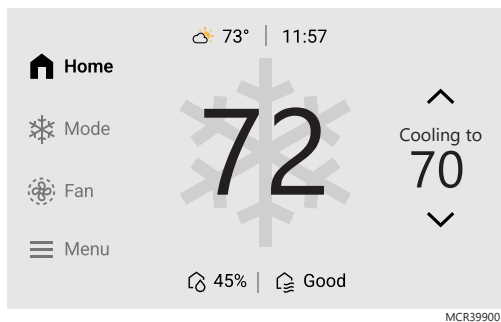 73° | 11:57
Home
Mode
Fan
Menu
72
Cooling to
70
45% | Good
MCR39900